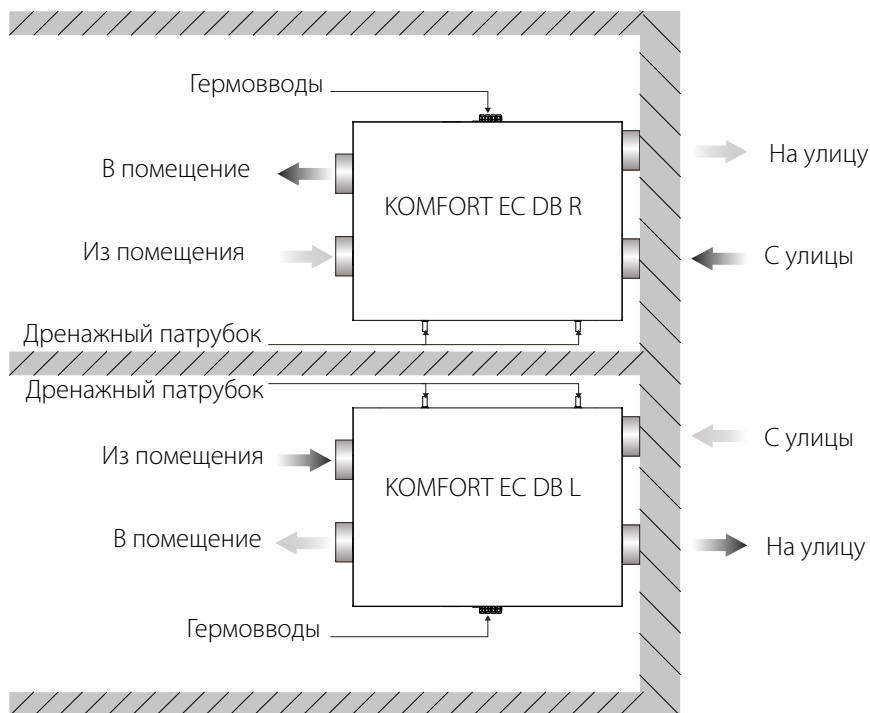 Гермовводы
В помещение
KOMFORT EC DB R
На улицу
Из помещения
С улицы
Дренажный патрубок
Дренажный патрубок
С улицы
Из помещения
KOMFORT EC DB L
В помещение
На улицу
Гермовводы